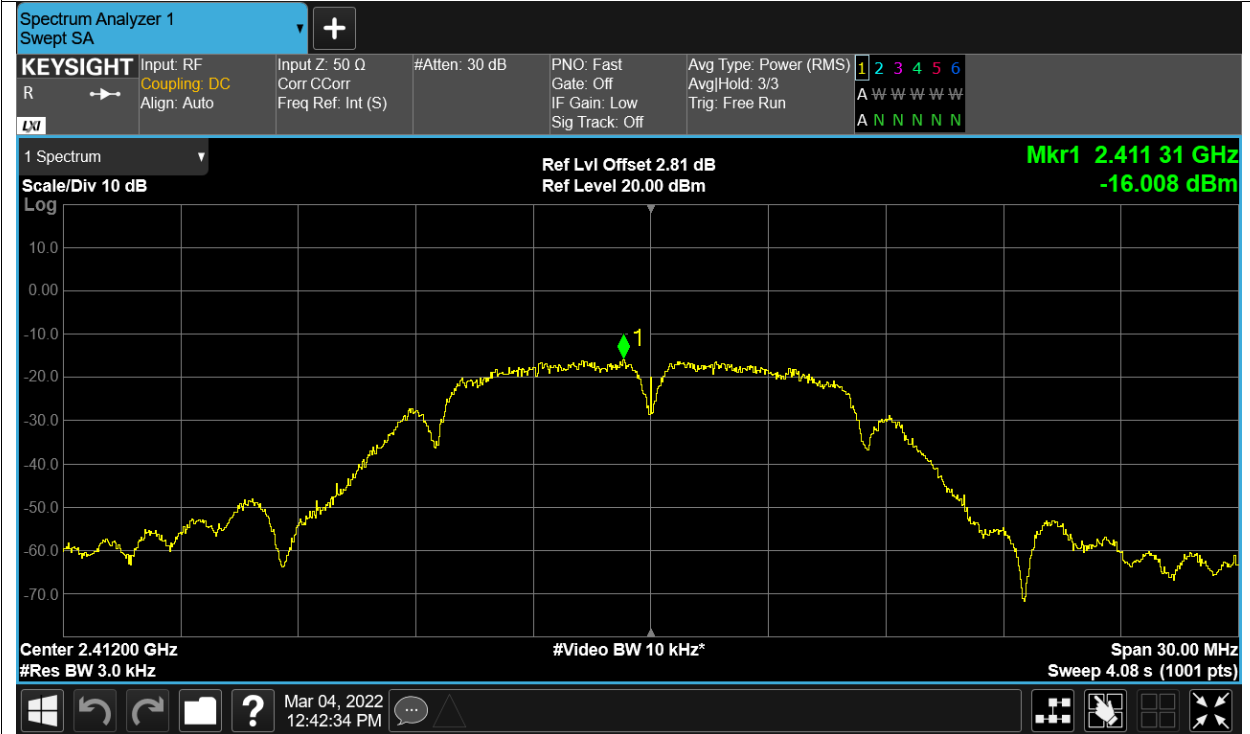 Spectrum Analyzer 1
Swept SA
+
KEYSIGHT
R
LXI
Input: RF
Coupling: DC
Align: Auto
Input Z: 50 Ω
Corr CCorr
Freq Ref: Int (S)
#Atten: 30 dB
PNO: Fast
Gate: Off
IF Gain: Low
Sig Track: Off
Avg Type: Power (RMS)
Avg|Hold: 3/3
Trig: Free Run
1 2 3 4 5 6
A W W W W W
A N N N N N
1 Spectrum
Scale/Div 10 dB
Log
Ref Lvl Offset 2.81 dB
Ref Level 20.00 dBm
Mkr1 2.411 31 GHz
-16.008 dBm
10.0
0.00
-10.0
1
-20.0
-30.0
-40.0
-50.0
-60.0
-70.0
Center 2.41200 GHz
#Res BW 3.0 kHz
#Video BW 10 kHz*
Span 30.00 MHz
Sweep 4.08 s (1001 pts)
?
Mar 04, 2022
12:42:34 PM